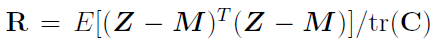 R = E[(Z − M)^T (Z − M)]/tr(C)